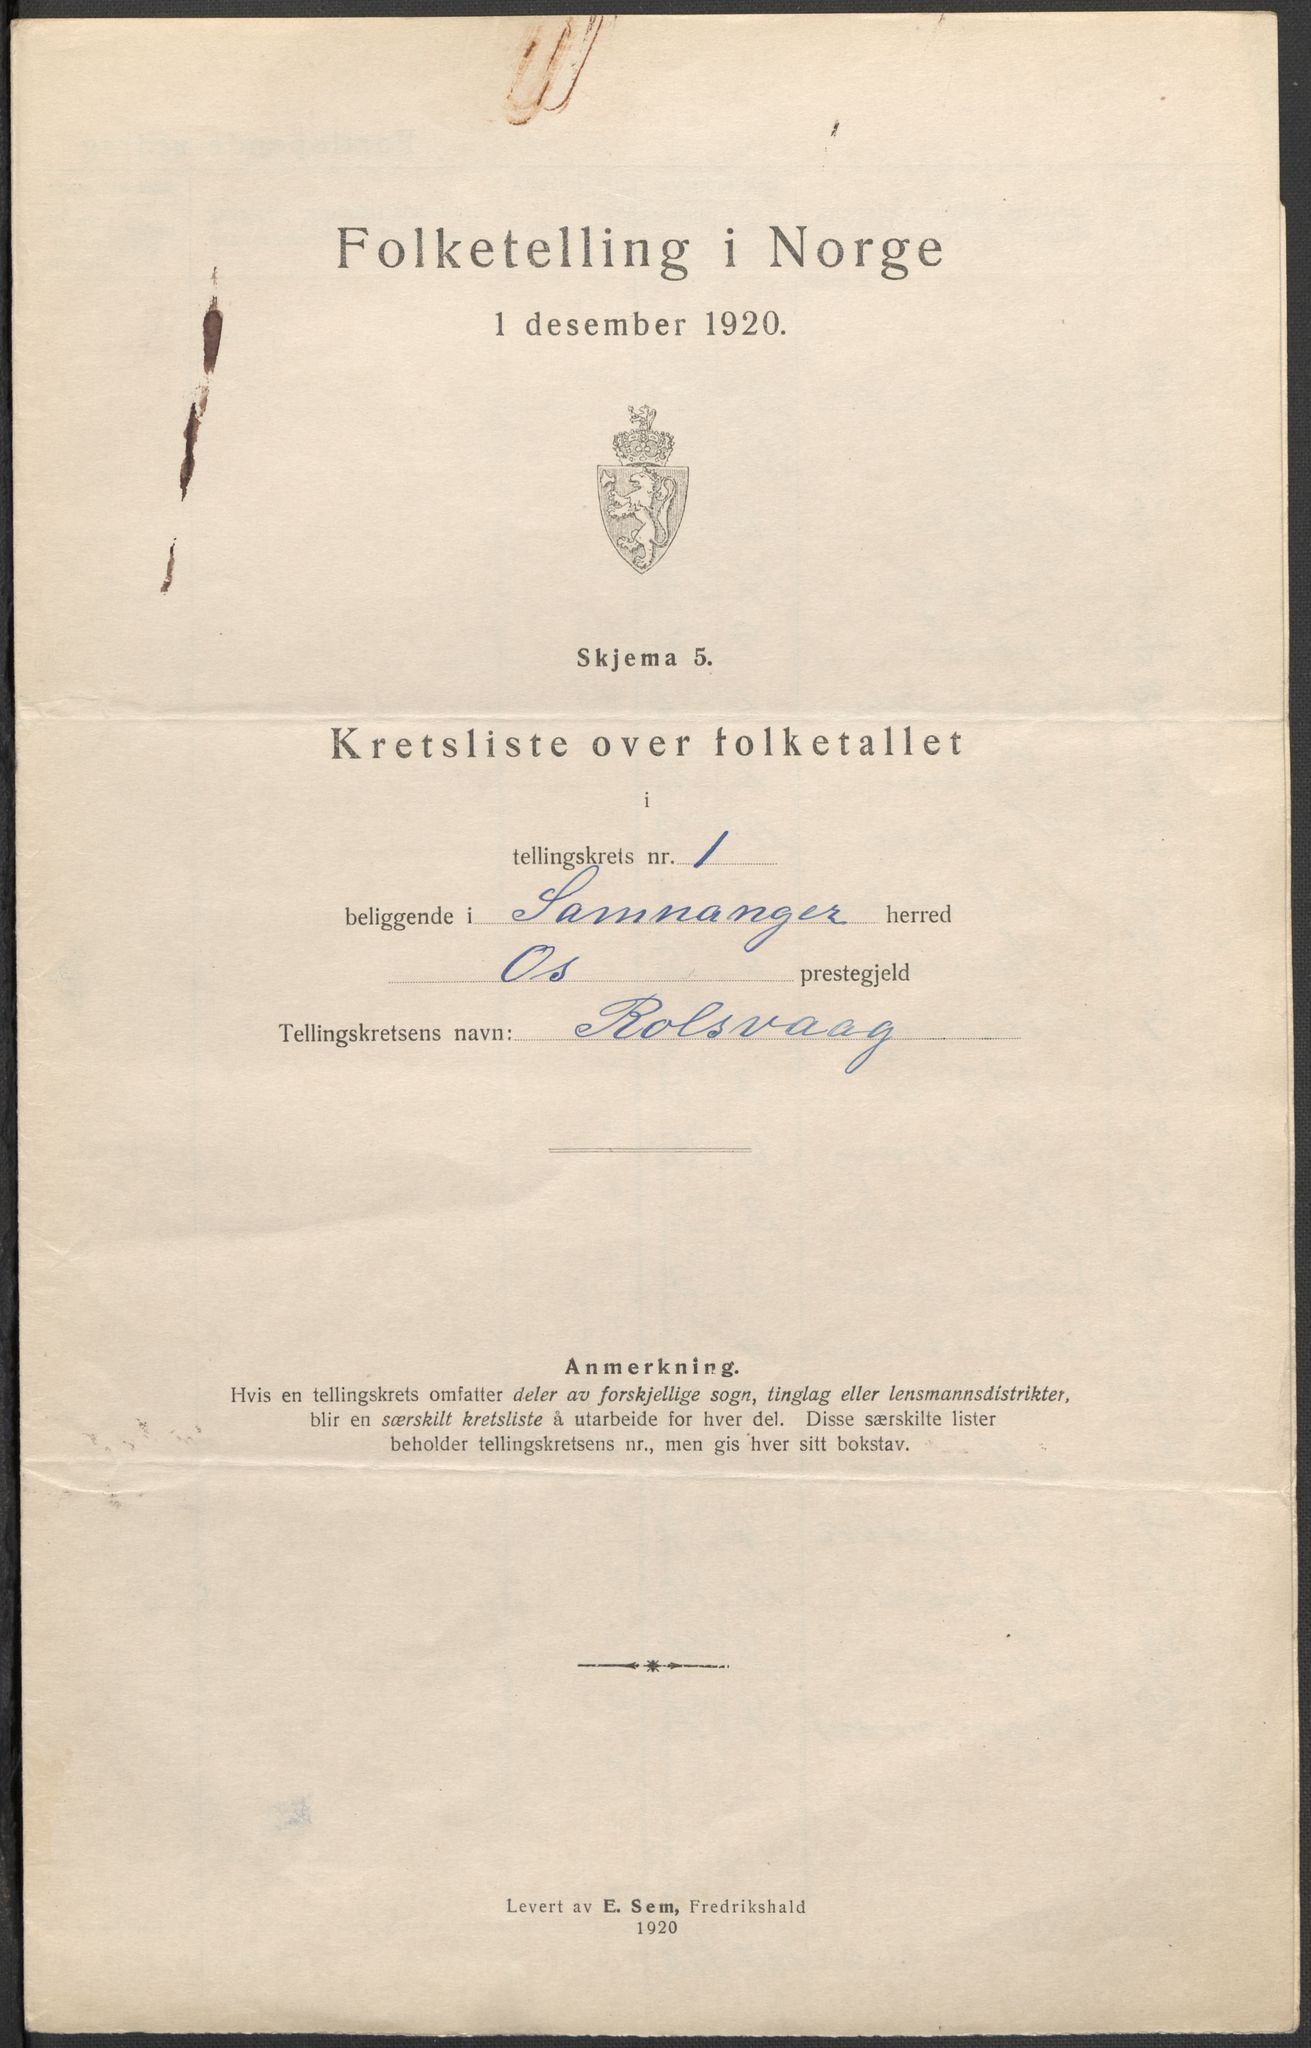 Folketelling i Norge
1 desember 1920.
Skjema 5.
Kretsliste over folketallet
i
tellingskrets nr. 1
beliggende i Samnanger herred
Os prestegjeld
Tellingskretsens navn: Rolsvaag
Anmerkning.
Hvis en tellingskrets omfatter deler av forskjellige sogn, tinglag eller lensmannsdistrikter,
blir en særskilt kretsliste å utarbeide for hver del. Disse særskilte lister
beholder tellingskretsens nr., men gis hver sitt bokstav.
Levert av E. Sem, Fredrikshald
1920